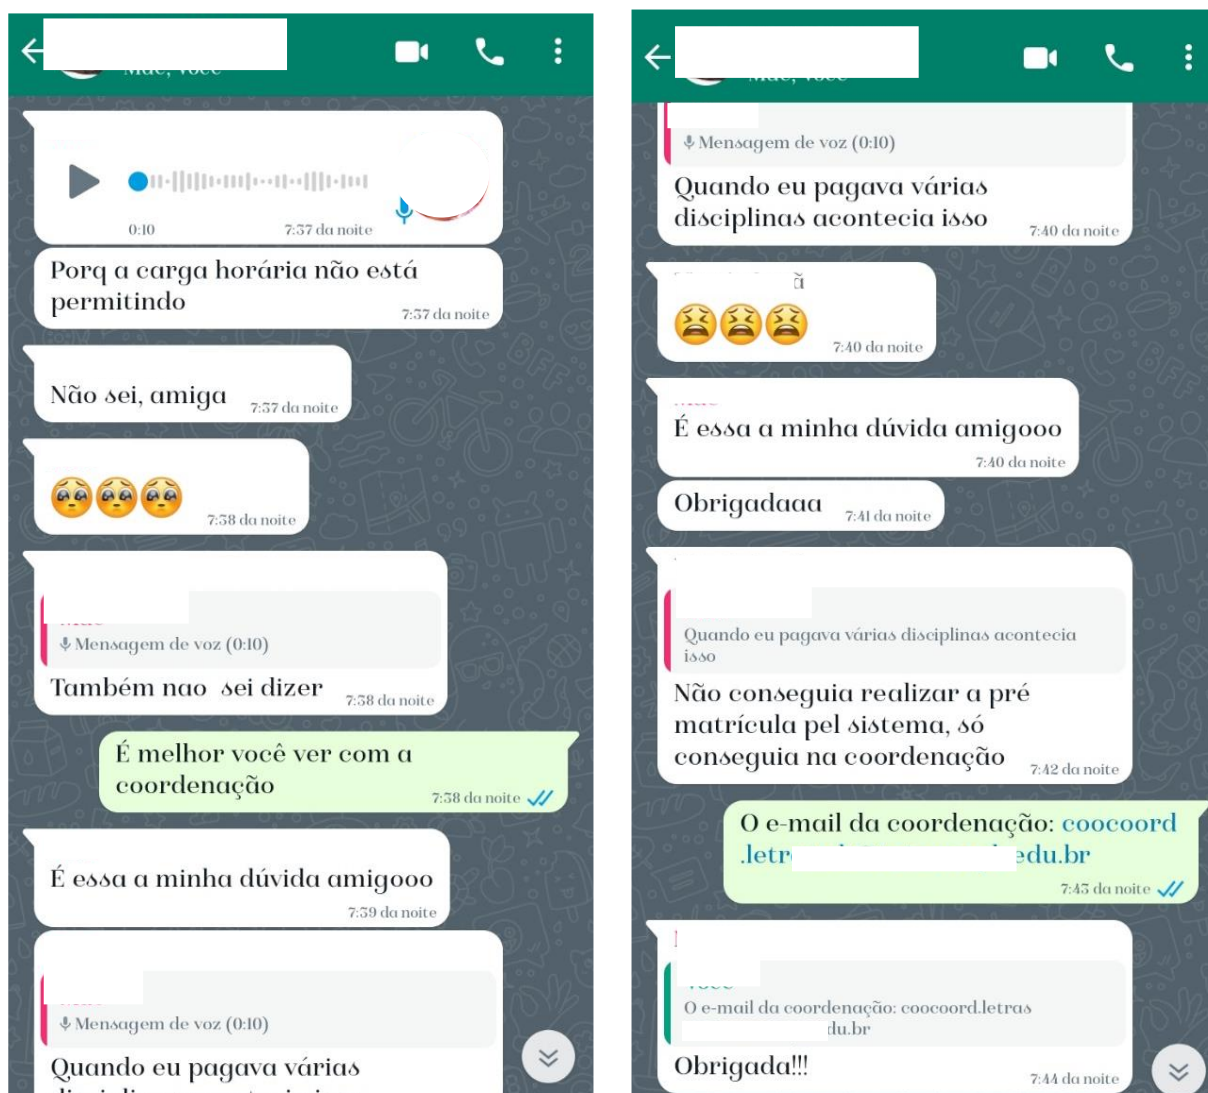 0:10
7:37 da noite
Porq a carga horária não está
permitindo
7:37 da noite
Não sei, amiga
7:37 da noite
7:38 da noite
Mensagem de voz (0:10)
Também nao sei dizer
7:38 da noite
É melhor você ver com a
coordenação
7:38 da noite
É essa a minha dúvida amigooo
7:39 da noite
Mensagem de voz (0:10)
Quando eu pagava várias
Mensagem de voz (0:10)
Quando eu pagava várias
disciplinas acontecia isso
7:40 da noite
7:40 da noite
É essa a minha dúvida amigooo
7:40 da noite
Obrigadaaa
7:41 da noite
Quando eu pagava várias disciplinas acontecia
isso
Não conseguia realizar a pré
matrícula pel sistema, só
conseguia na coordenação
7:42 da noite
O e-mail da coordenação: coocoord
.letr edu.br
7:43 da noite
O e-mail da coordenação: coocoord.letras
du.br
Obrigada!!!
7:44 da noite